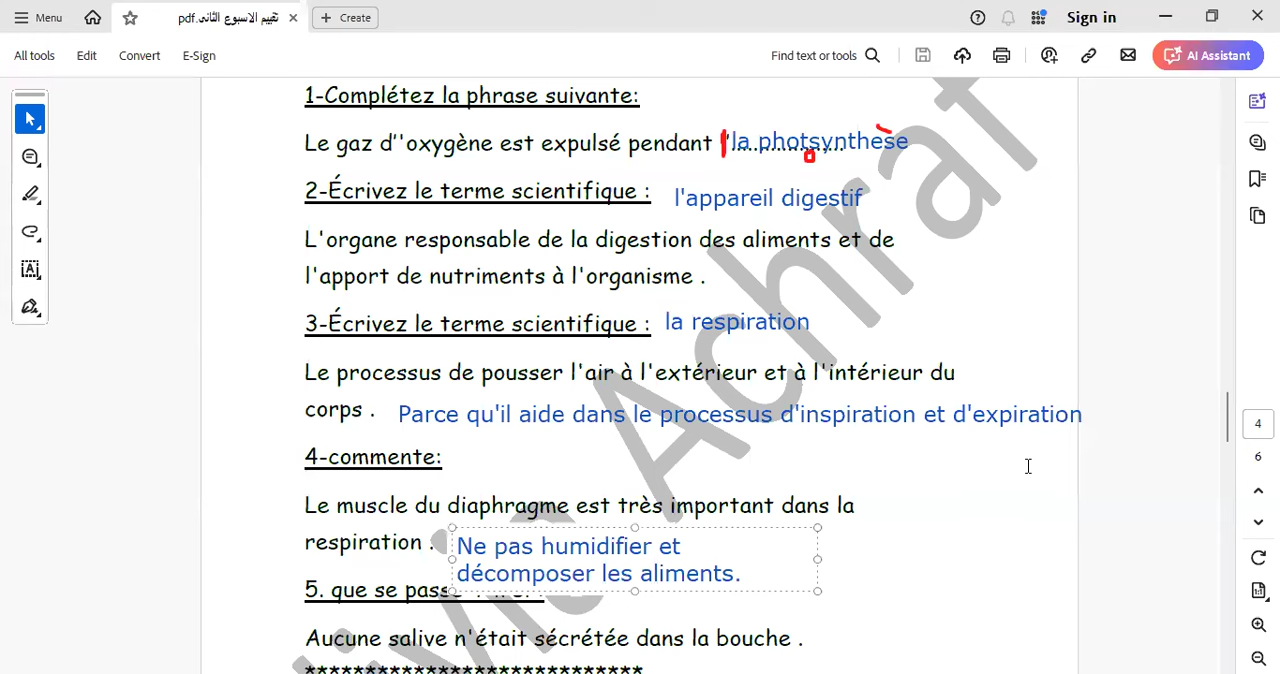 Menu
تقييم الاسبوع الثانى.pdf
Create
Sign in
All tools Edit Convert E-Sign
Find text or tools
AI Assistant
1-Complétez la phrase suivante:
Le gaz d''oxygène est expulsé pendant l'.................. la photsynthese
o
2-Écrivez le terme scientifique : l'appareil digestif
L'organe responsable de la digestion des aliments et de
l'apport de nutriments à l'organisme .
3-Écrivez le terme scientifique : la respiration
Le processus de pousser l'air à l'extérieur et à l'intérieur du
corps . Parce qu'il aide dans le processus d'inspiration et d'expiration
4-commente:
Le muscle du diaphragme est très important dans la
respiration .
Ne pas humidifier et
décomposer les aliments.
5. que se pass
Aucune salive n'était sécrétée dans la bouche .
****************************
Achraf
4
6